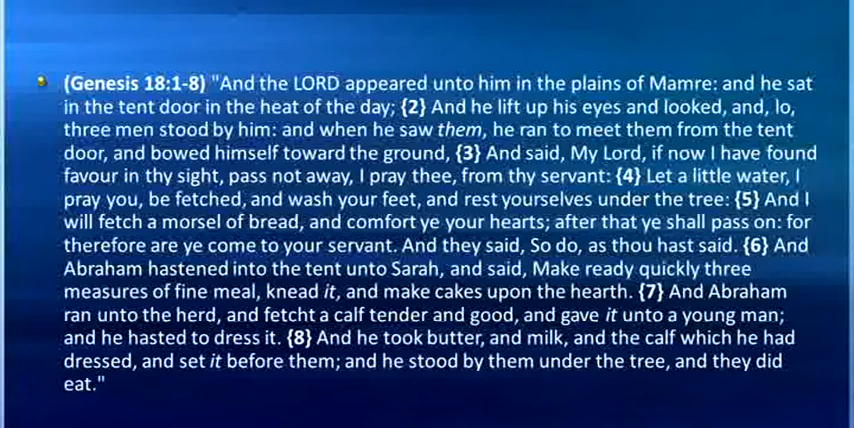 (Genesis 18:1-8) "And the LORD appeared unto him in the plains of Mamre: and he sat
in the tent door in the heat of the day; {2} And he lift up his eyes and looked, and, lo,
three men stood by him: and when he saw them, he ran to meet them from the tent
door, and bowed himself toward the ground, {3} And said, My Lord, if now I have found
favour in thy sight, pass not away, I pray thee, from thy servant: {4} Let a little water, I
pray you, be fetched, and wash your feet, and rest yourselves under the tree: {5} And I
will fetch a morsel of bread, and comfort ye your hearts; after that ye shall pass on: for
therefore are ye come to your servant. And they said, So do, as thou hast said. {6} And
Abraham hastened into the tent unto Sarah, and said, Make ready quickly three
measures of fine meal, knead it, and make cakes upon the hearth. {7} And Abraham
ran unto the herd, and fetcht a calf tender and good, and gave it unto a young man;
and he hasted to dress it. {8} And he took butter, and milk, and the calf which he had
dressed, and set it before them; and he stood by them under the tree, and they did
eat."